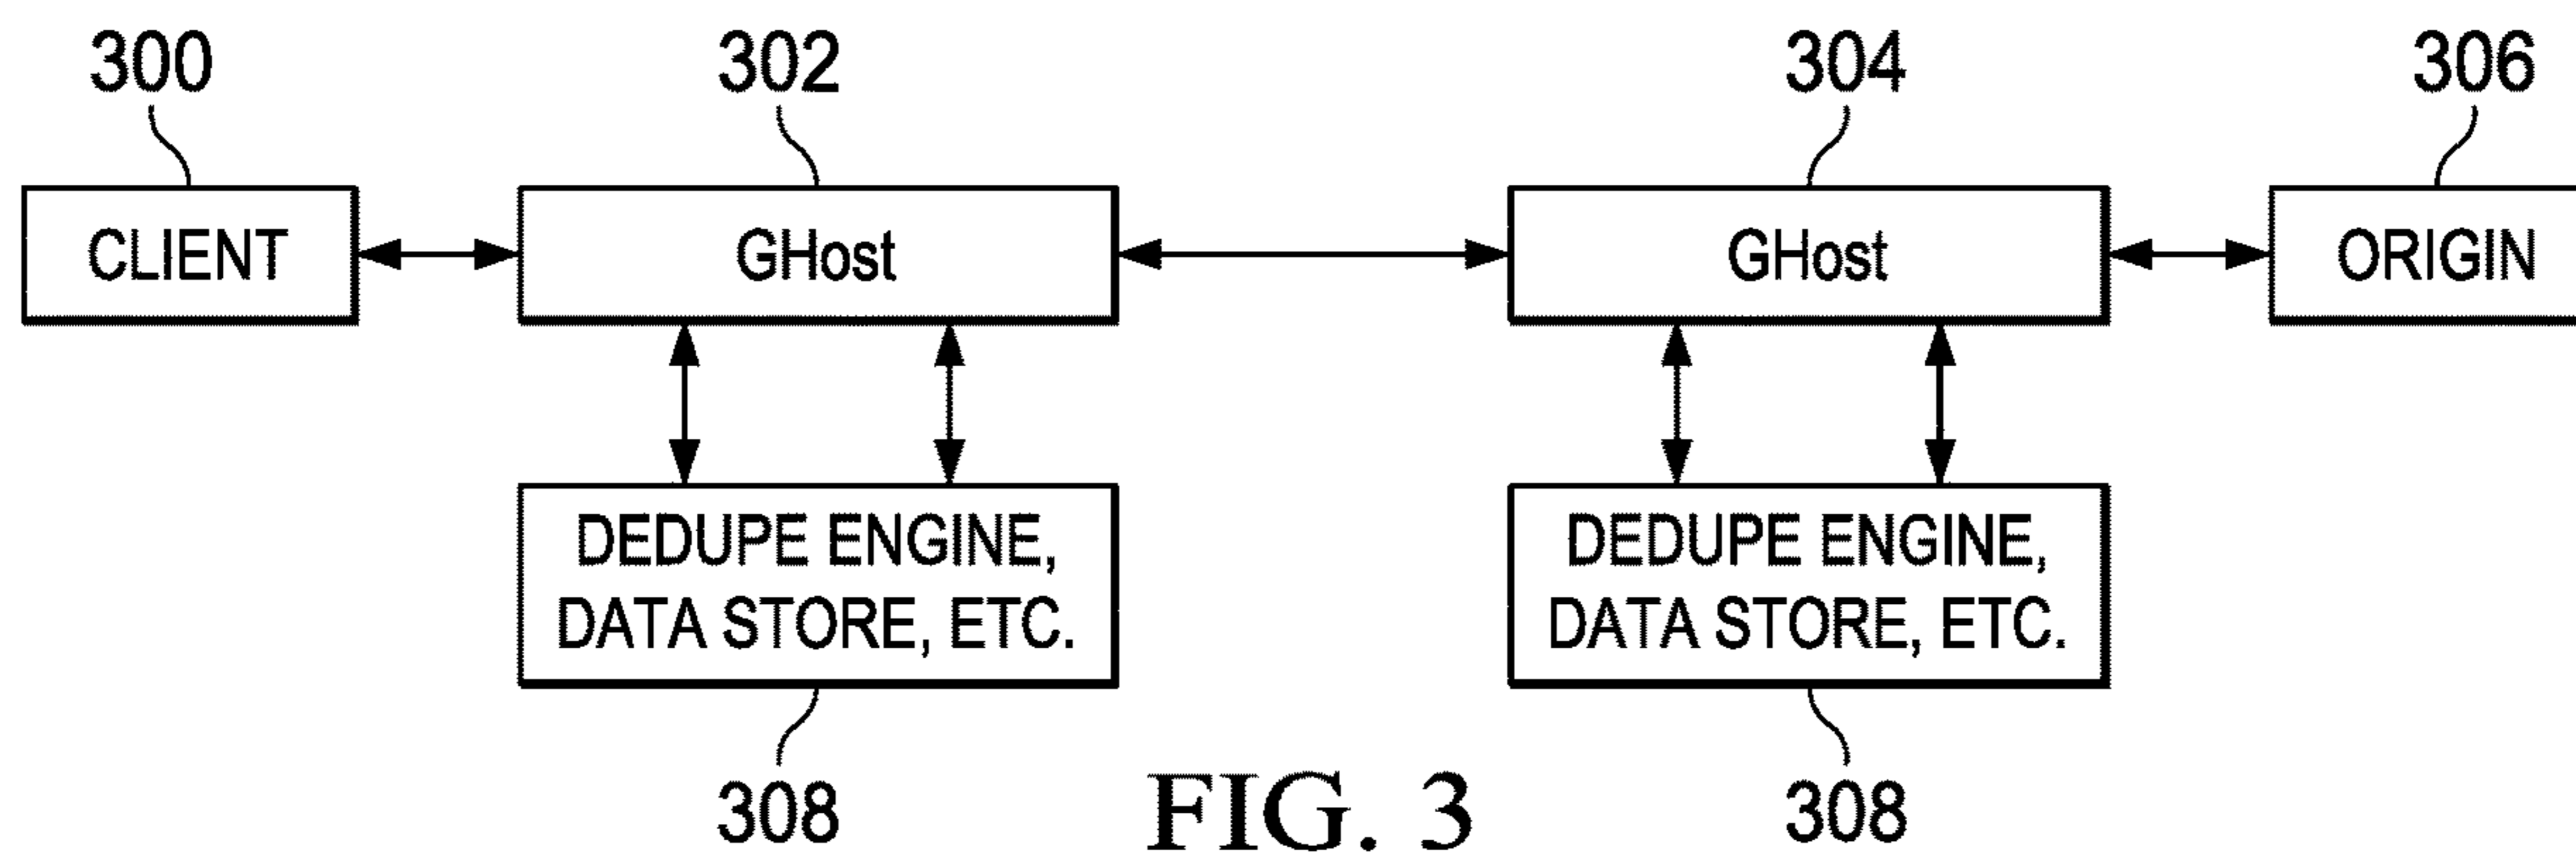 300
302
304
306
CLIENT
GHost
GHost
ORIGIN
DEDUPE ENGINE,
DATA STORE, ETC.
DEDUPE ENGINE,
DATA STORE, ETC.
308
308
FIG. 3